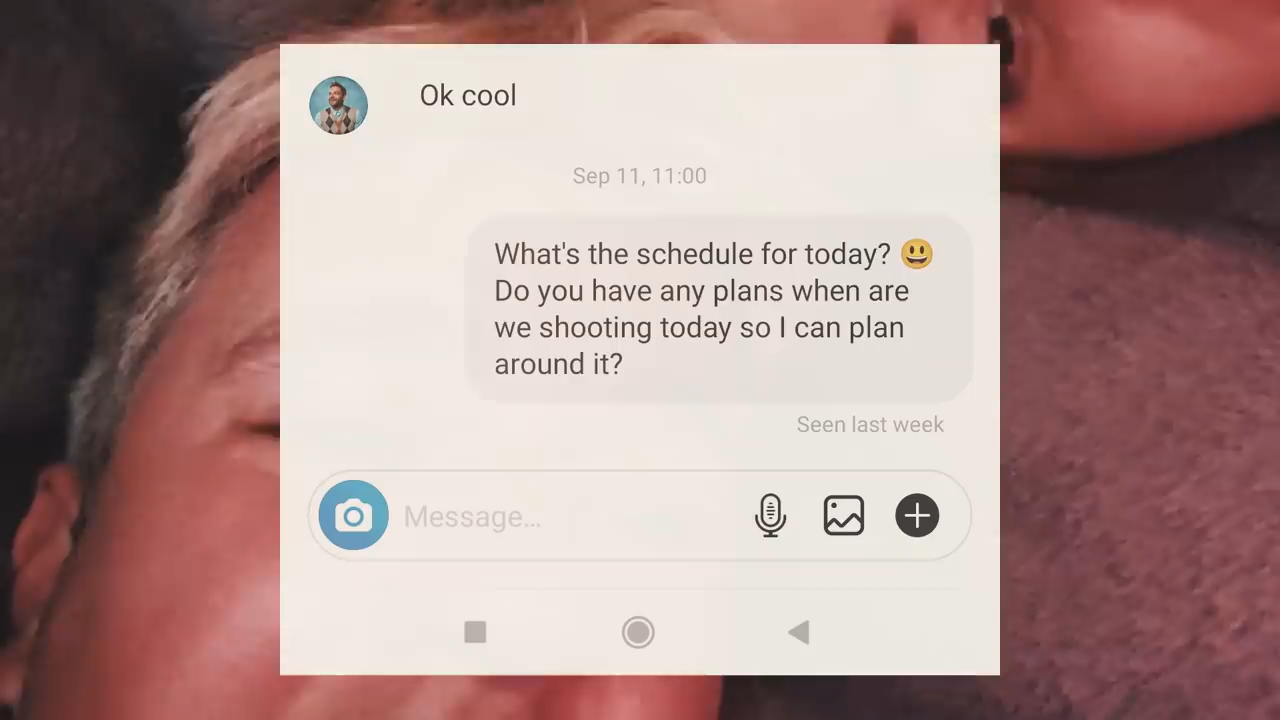 Ok cool
Sep 11, 11:00
What's the schedule for today? 😃
Do you have any plans when are
we shooting today so I can plan
around it?
Seen last week
Message…